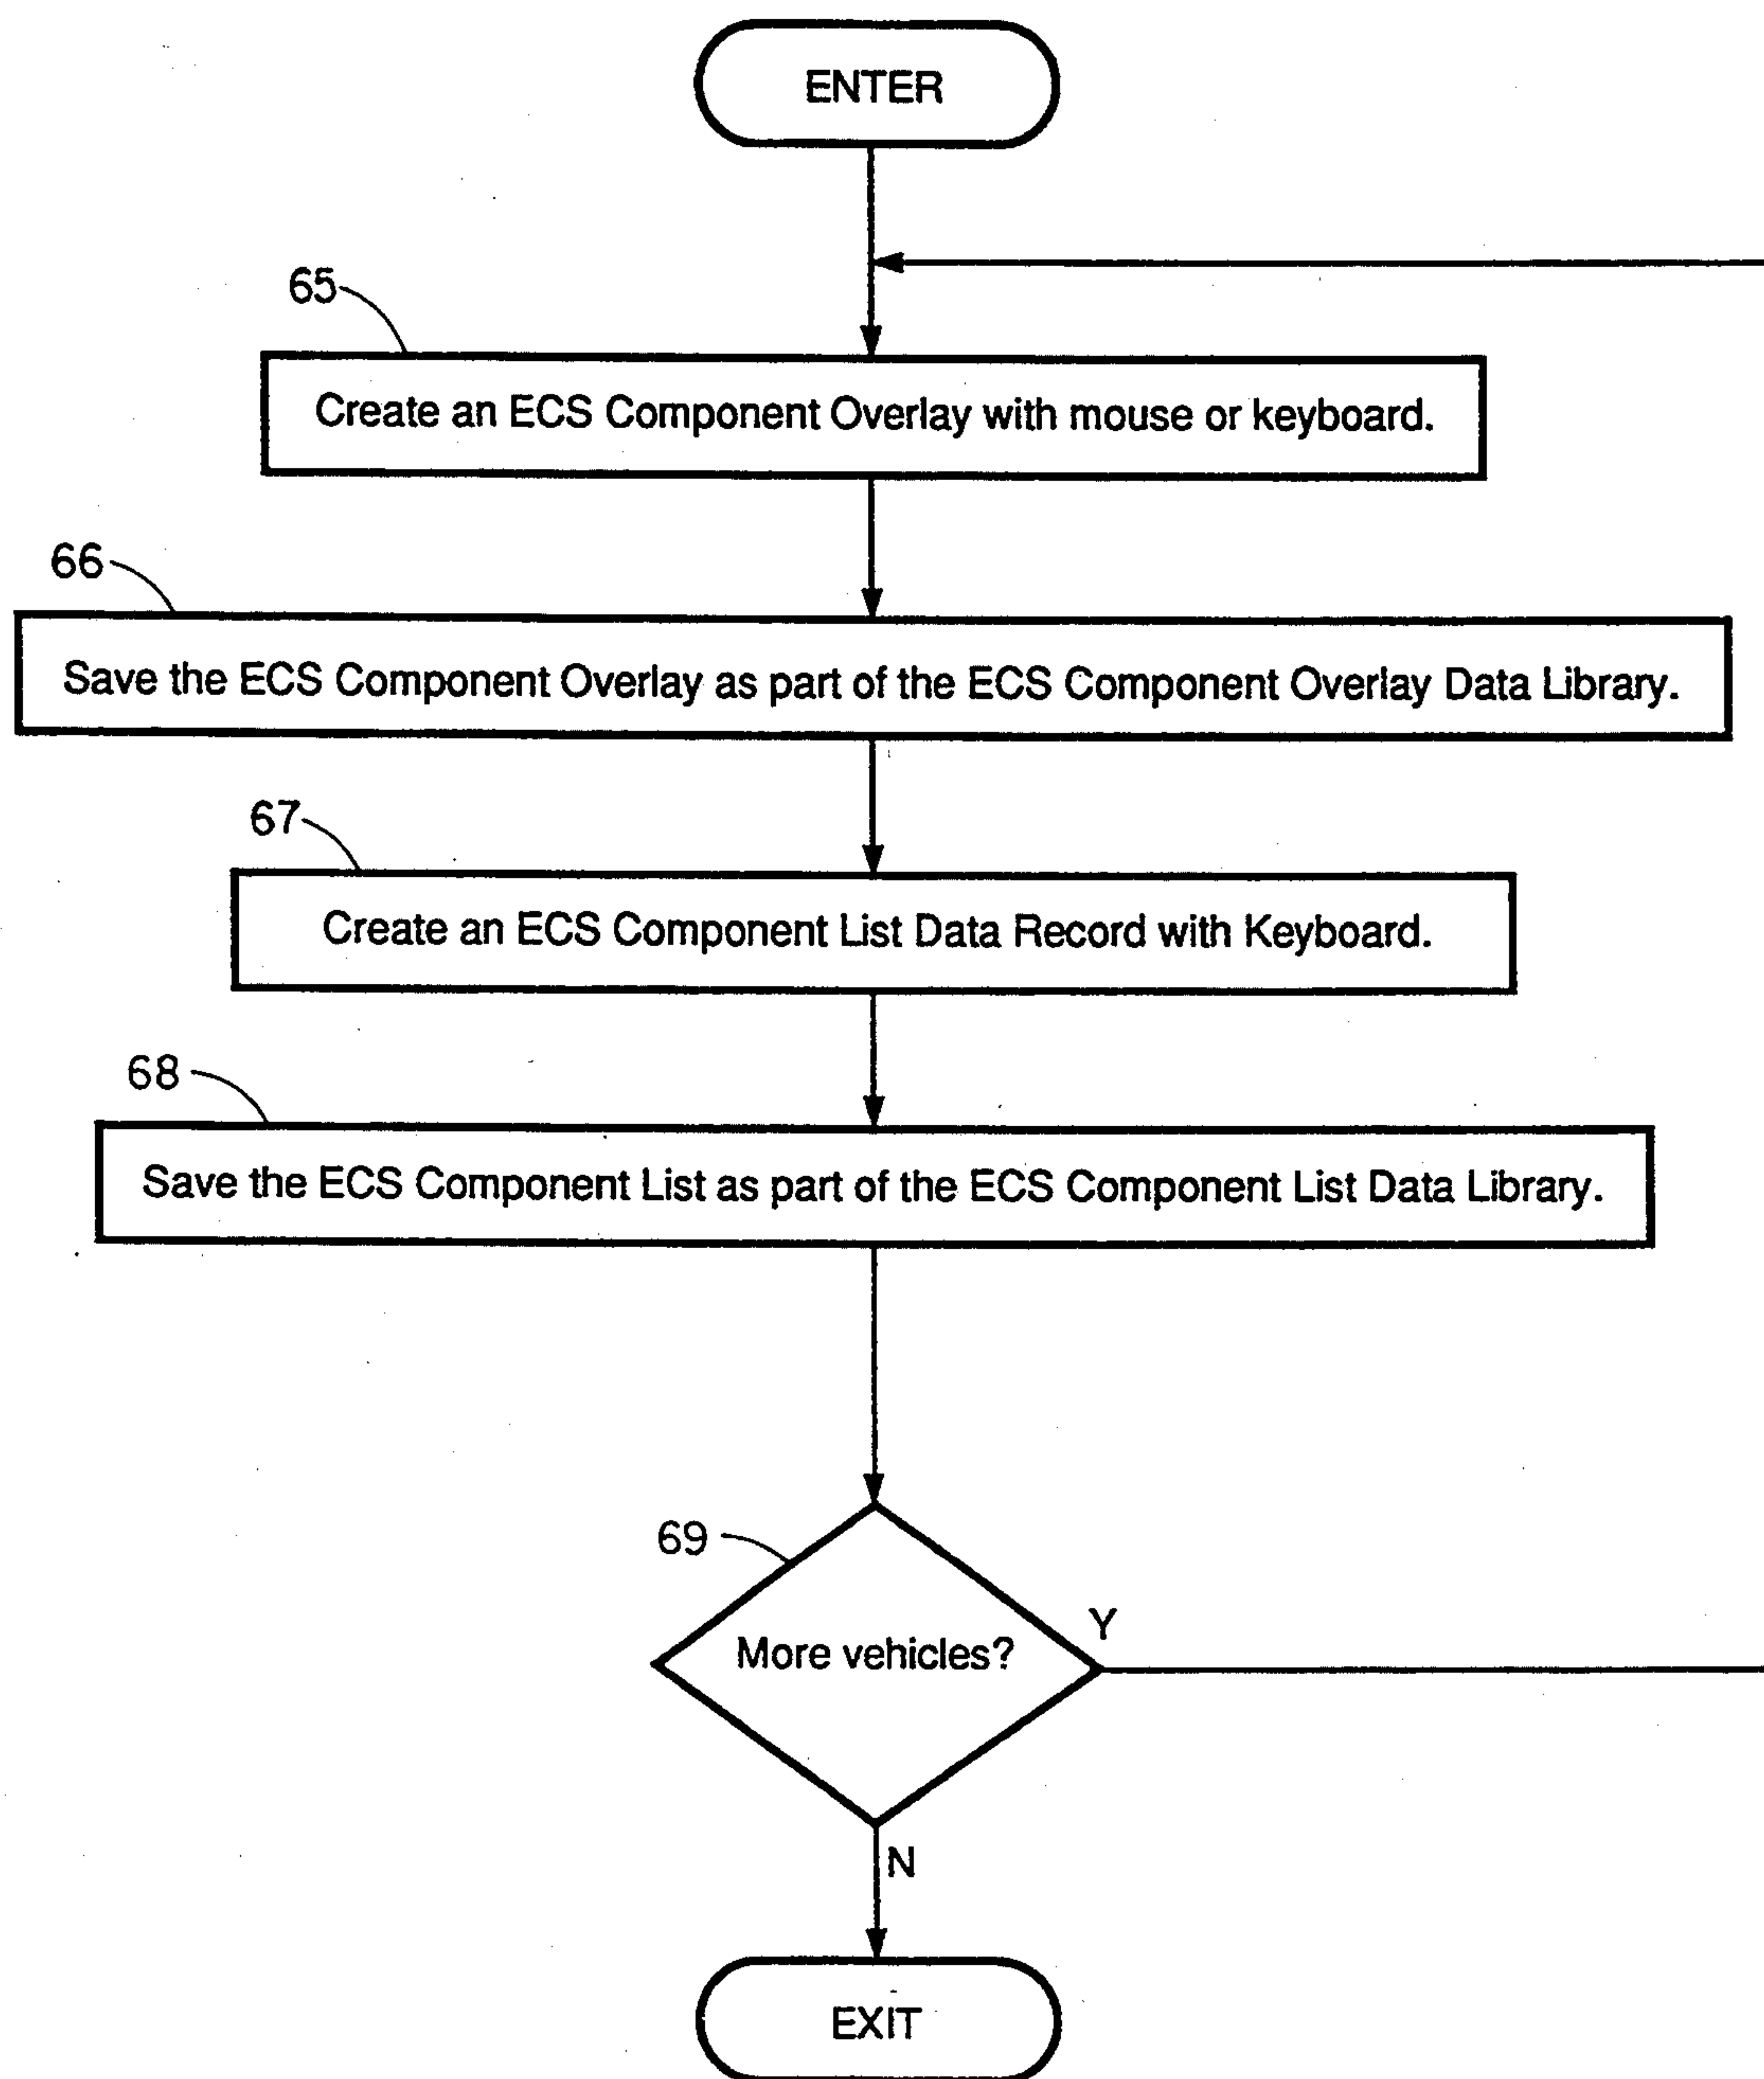 ENTER
65
Create an ECS Component Overlay with mouse or keyboard.
66
Save the ECS Component Overlay as part of the ECS Component Overlay Data Library.
67
Create an ECS Component List Data Record with Keyboard.
68
Save the ECS Component List as part of the ECS Component List Data Library.
69
More vehicles?
Y
N
EXIT